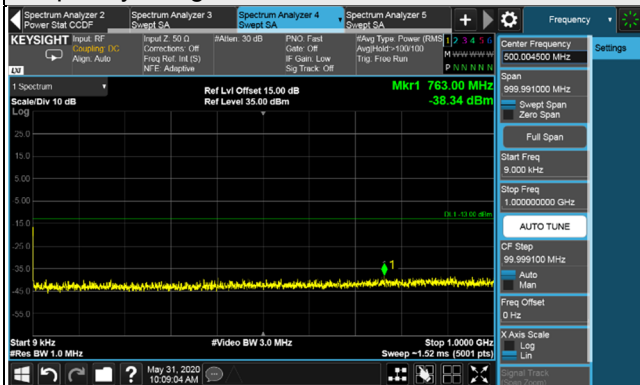 Spectrum Analyzer 2
Power Stat CCDF
Spectrum Analyzer 3
Swept SA
Spectrum Analyzer 4
Swept SA
Spectrum Analyzer 5
Swept SA
+
Frequency
KEYSIGHT
Input: RF
Coupling: DC
Align: Auto
Input Z: 50 Ω
Corrections: Off
Freq Ref: Int (S)
NFE: Adaptive
#Atten: 30 dB
PNO: Fast
Gate: Off
IF Gain: Low
Sig Track: Off
#Avg Type: Power (RMS
Avg|Hold:>100/100
Trig: Free Run
1 2 3 4 5 6
M W W W W W
P N N N N N
LXI
1 Spectrum
Scale/Div 10 dB
Log
Ref Lvl Offset 15.00 dB
Ref Level 35.00 dBm
Mkr1 763.00 MHz
-38.34 dBm
25.0
15.0
5.00
-5.00
-15.0
-25.0
-35.0
-45.0
-55.0
DL1 -13.00 dBm
1
Start 9 kHz
#Res BW 1.0 MHz
#Video BW 3.0 MHz
Stop 1.0000 GHz
Sweep ~1.52 ms (5001 pts)
May 31, 2020
10:09:04 AM
Center Frequency
500.004500 MHz
Settings
Span
999.991000 MHz
Swept Span
Zero Span
Full Span
Start Freq
9.000 kHz
Stop Freq
1.000000000 GHz
AUTO TUNE
CF Step
99.999100 MHz
Auto
Man
Freq Offset
0 Hz
X Axis Scale
Log
Lin
Signal Track
(Span Zoom)